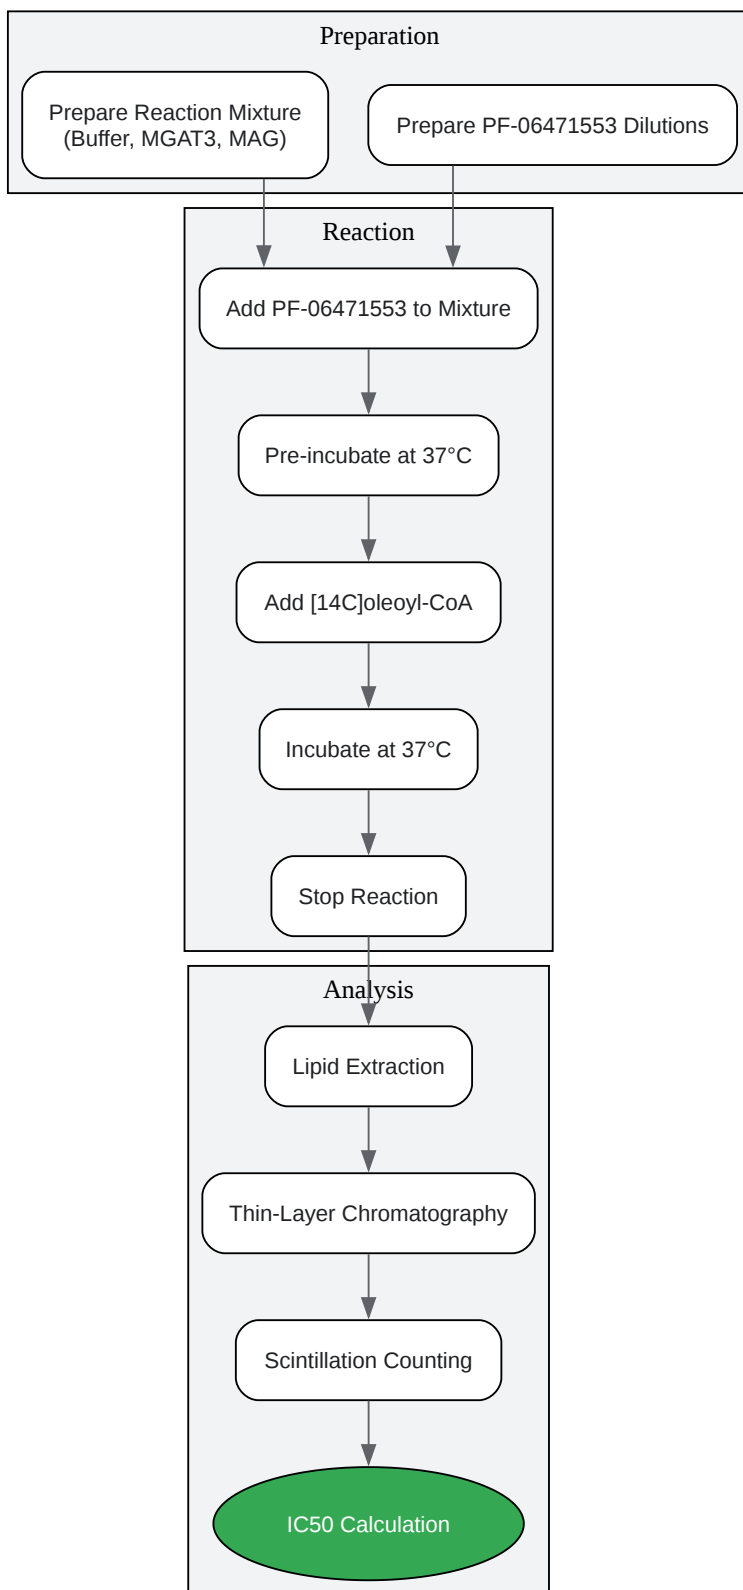 Preparation
Prepare Reaction Mixture
(Buffer, MGAT3, MAG)
Prepare PF-06471553 Dilutions
Reaction
Add PF-06471553 to Mixture
Pre-incubate at 37°C
Add [14C]oleoyl-CoA
Incubate at 37°C
Stop Reaction
Analysis
Lipid Extraction
Thin-Layer Chromatography
Scintillation Counting
IC50 Calculation